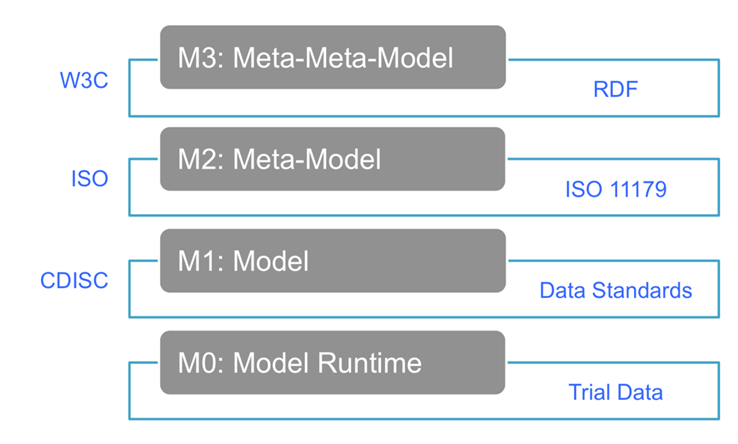 M3: Meta-Meta-Model
W3C
RDF
M2: Meta-Model
ISO
ISO 11179
M1: Model
CDISC
Data Standards
M0: Model Runtime
Trial Data